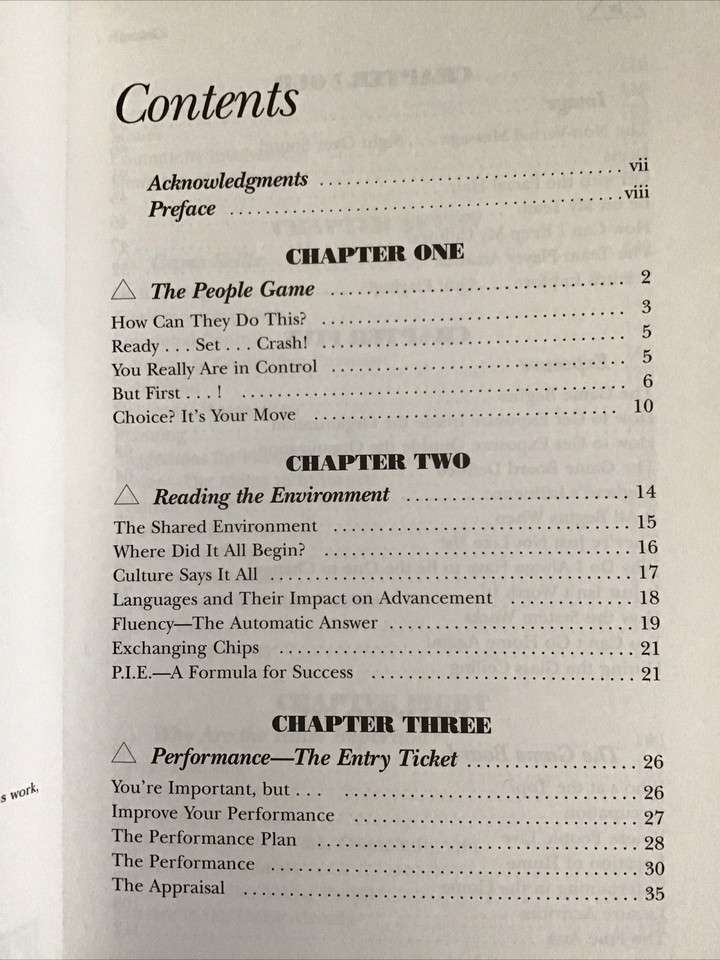 Contents
Acknowledgments .............................. vii
Preface .............................. viii
CHAPTER ONE
△ The People Game .............................. 2
How Can They Do This? .............................. 3
Ready . . . Set . . . Crash! .............................. 5
You Really Are in Control .............................. 5
But First . . . ! .............................. 6
Choice? It's Your Move .............................. 10
CHAPTER TWO
△ Reading the Environment .............................. 14
The Shared Environment .............................. 15
Where Did It All Begin? .............................. 16
Culture Says It All .............................. 17
Languages and Their Impact on Advancement .............. 18
Fluency—The Automatic Answer .............................. 19
Exchanging Chips .............................. 21
P.I.E.—A Formula for Success .............................. 21
CHAPTER THREE
△ Performance—The Entry Ticket .................... 26
You're Important, but . . . .............................. 26
Improve Your Performance .............................. 27
The Performance Plan .............................. 28
The Performance .............................. 30
The Appraisal .............................. 35
s work,